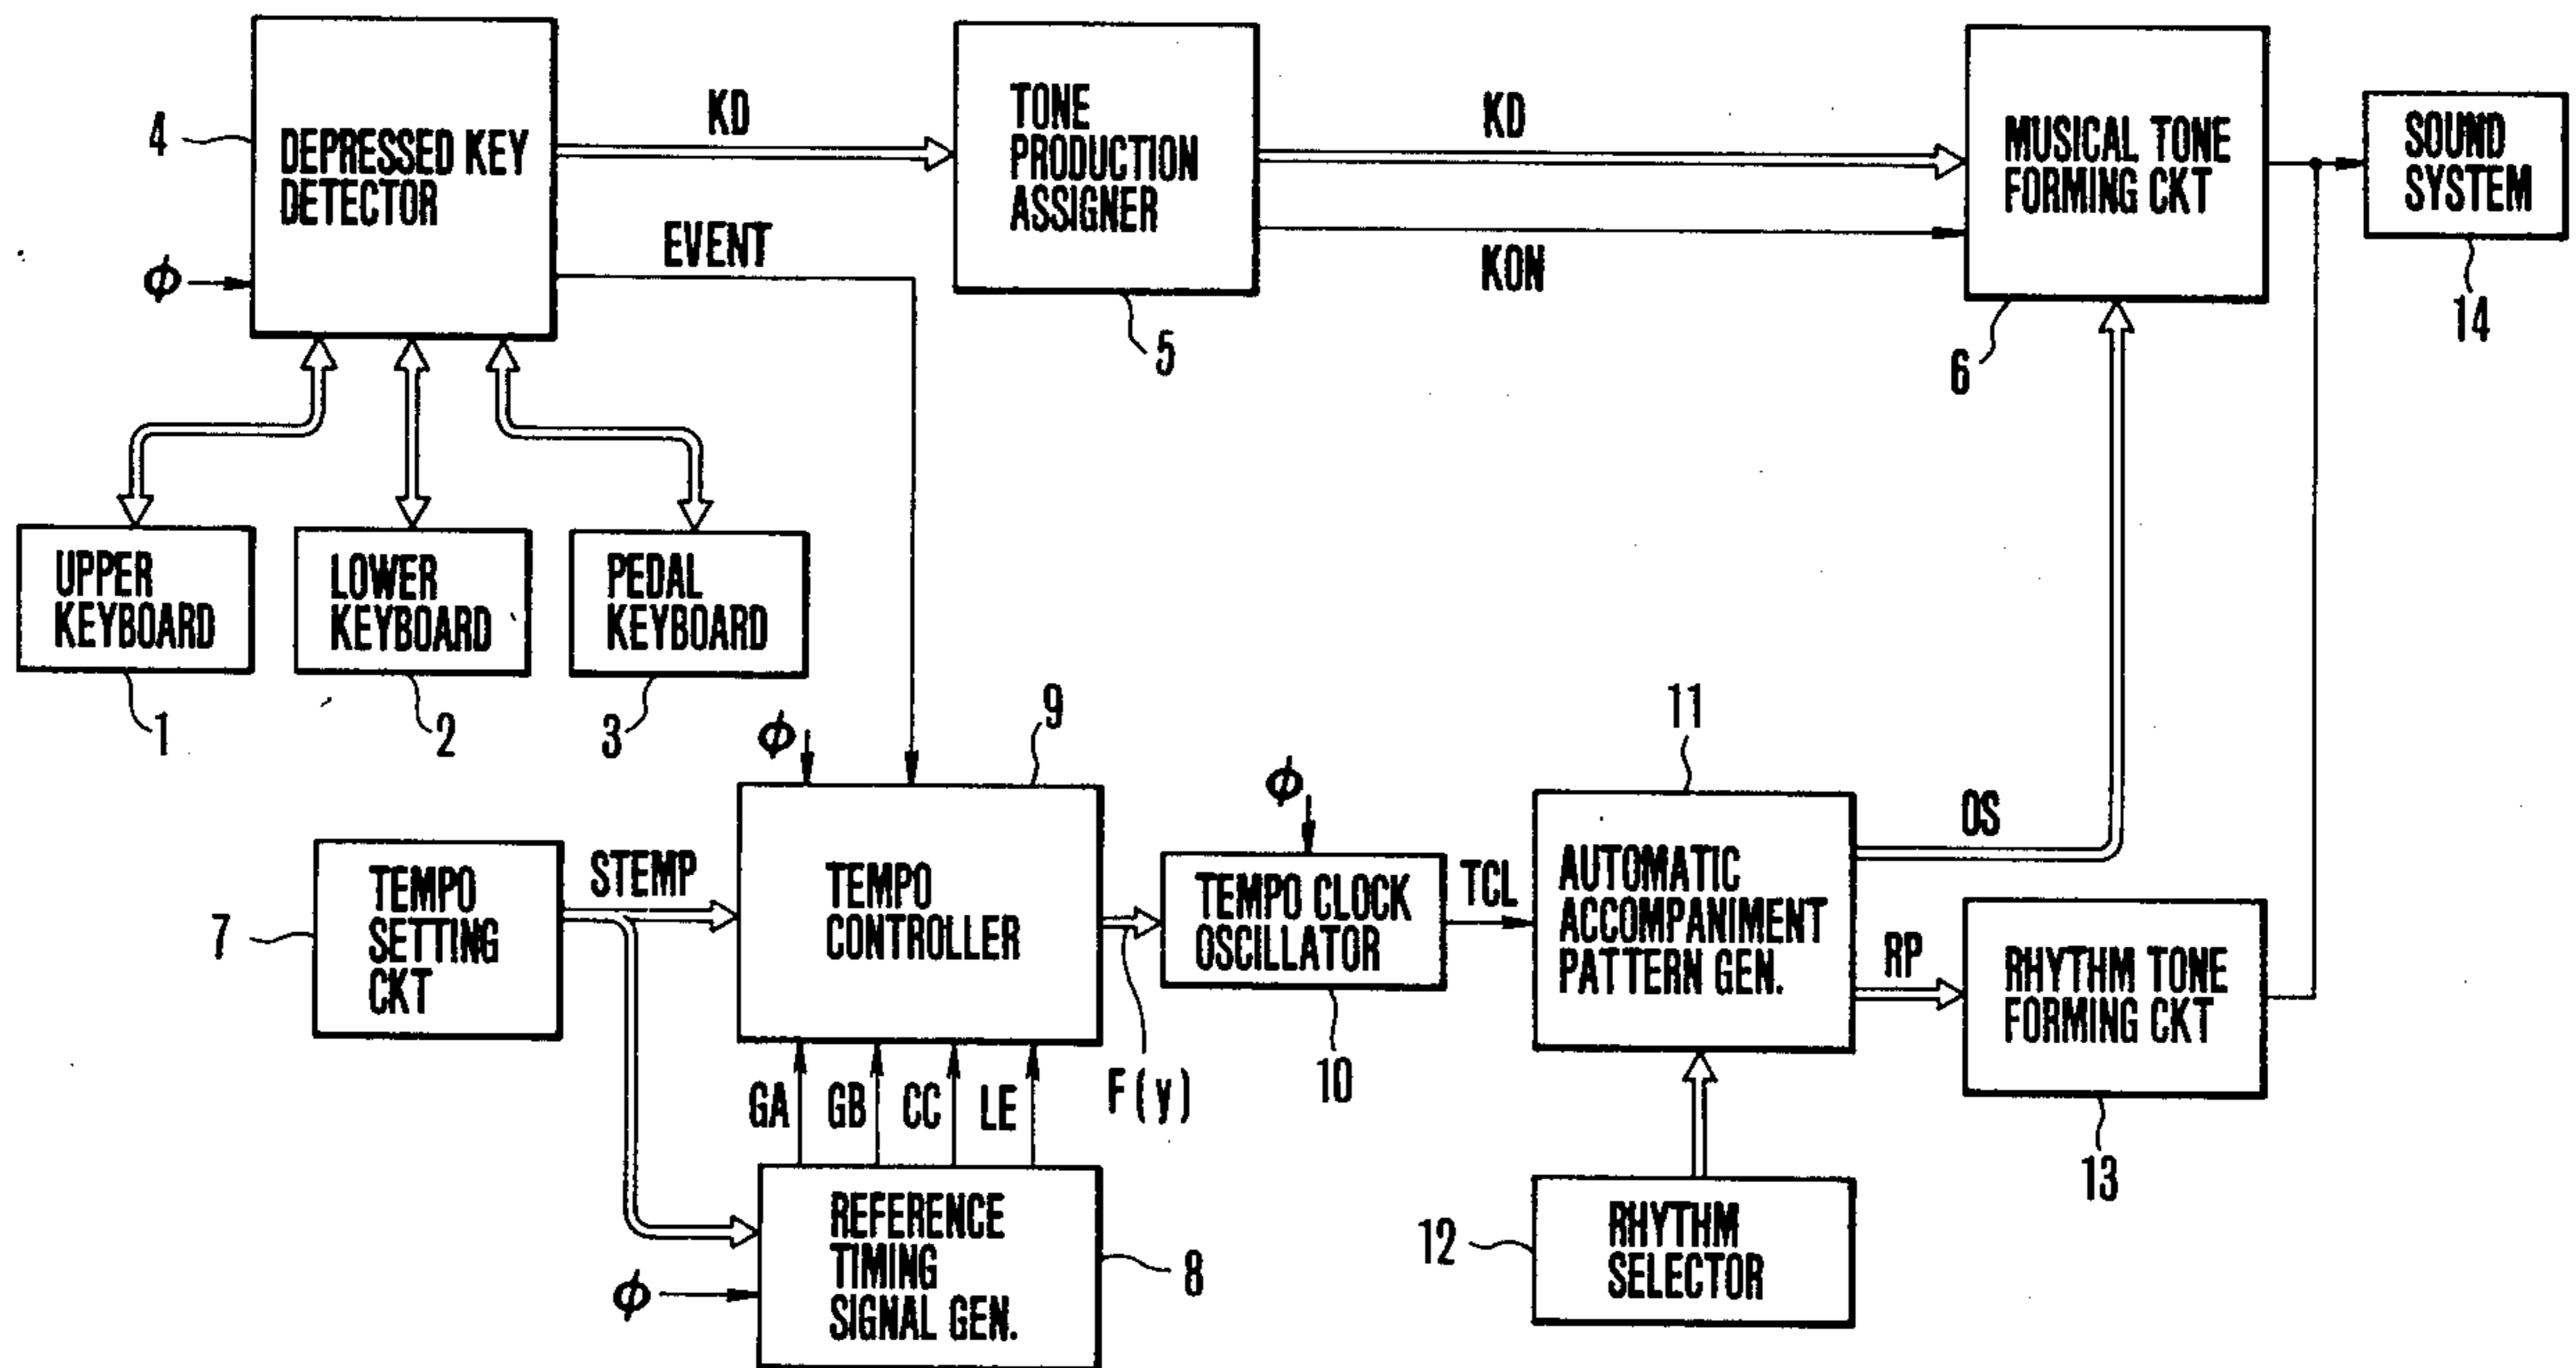 4
DEPRESSED KEY
DETECTOR
ϕ
KD
EVENT
TONE
PRODUCTION
ASSIGNER
5
KD
KON
MUSICAL TONE
FORMING CKT
6
SOUND
SYSTEM
14
UPPER
KEYBOARD
1
LOWER
KEYBOARD
2
PEDAL
KEYBOARD
3
7
TEMPO
SETTING
CKT
STEMP
ϕ
9
TEMPO
CONTROLLER
GA
GB
CC
LE
F(y)
REFERENCE
TIMING
SIGNAL GEN.
8
ϕ
ϕ
TEMPO CLOCK
OSCILLATOR
10
TCL
11
AUTOMATIC
ACCOMPANIMENT
PATTERN GEN.
OS
RP
RHYTHM TONE
FORMING CKT
13
12
RHYTHM
SELECTOR